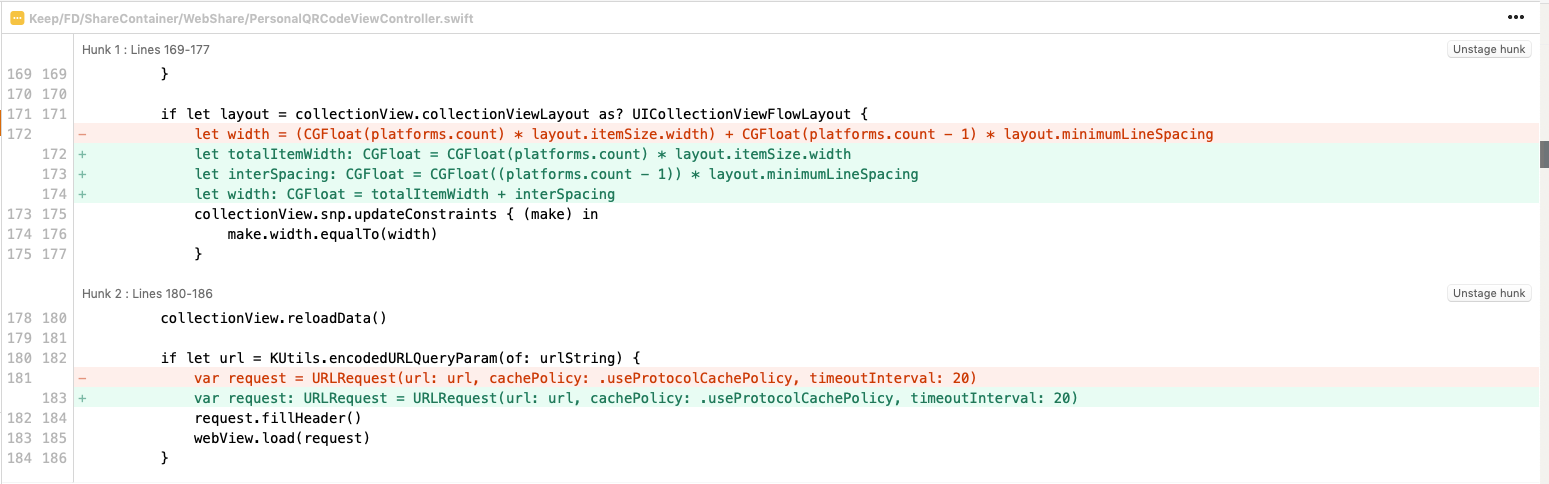 Keep/FD/ShareContainer/WebShare/PersonalQRCodeViewController.swift •••
Hunk 1 : Lines 169-177 Unstage hunk
169 169 }
170 170
171 171 if let layout = collectionView.collectionViewLayout as? UICollectionViewFlowLayout {
172 - let width = (CGFloat(platforms.count) * layout.itemSize.width) + CGFloat(platforms.count - 1) * layout.minimumLineSpacing
172 + let totalItemWidth: CGFloat = CGFloat(platforms.count) * layout.itemSize.width
173 + let interSpacing: CGFloat = CGFloat((platforms.count - 1)) * layout.minimumLineSpacing
174 + let width: CGFloat = totalItemWidth + interSpacing
173 175 collectionView.snp.updateConstraints { (make) in
174 176 make.width.equalTo(width)
175 177 }
Hunk 2 : Lines 180-186 Unstage hunk
178 180 collectionView.reloadData()
179 181
180 182 if let url = KUtils.encodedURLQueryParam(of: urlString) {
181 - var request = URLRequest(url: url, cachePolicy: .useProtocolCachePolicy, timeoutInterval: 20)
183 + var request: URLRequest = URLRequest(url: url, cachePolicy: .useProtocolCachePolicy, timeoutInterval: 20)
182 184 request.fillHeader()
183 185 webView.load(request)
184 186 }